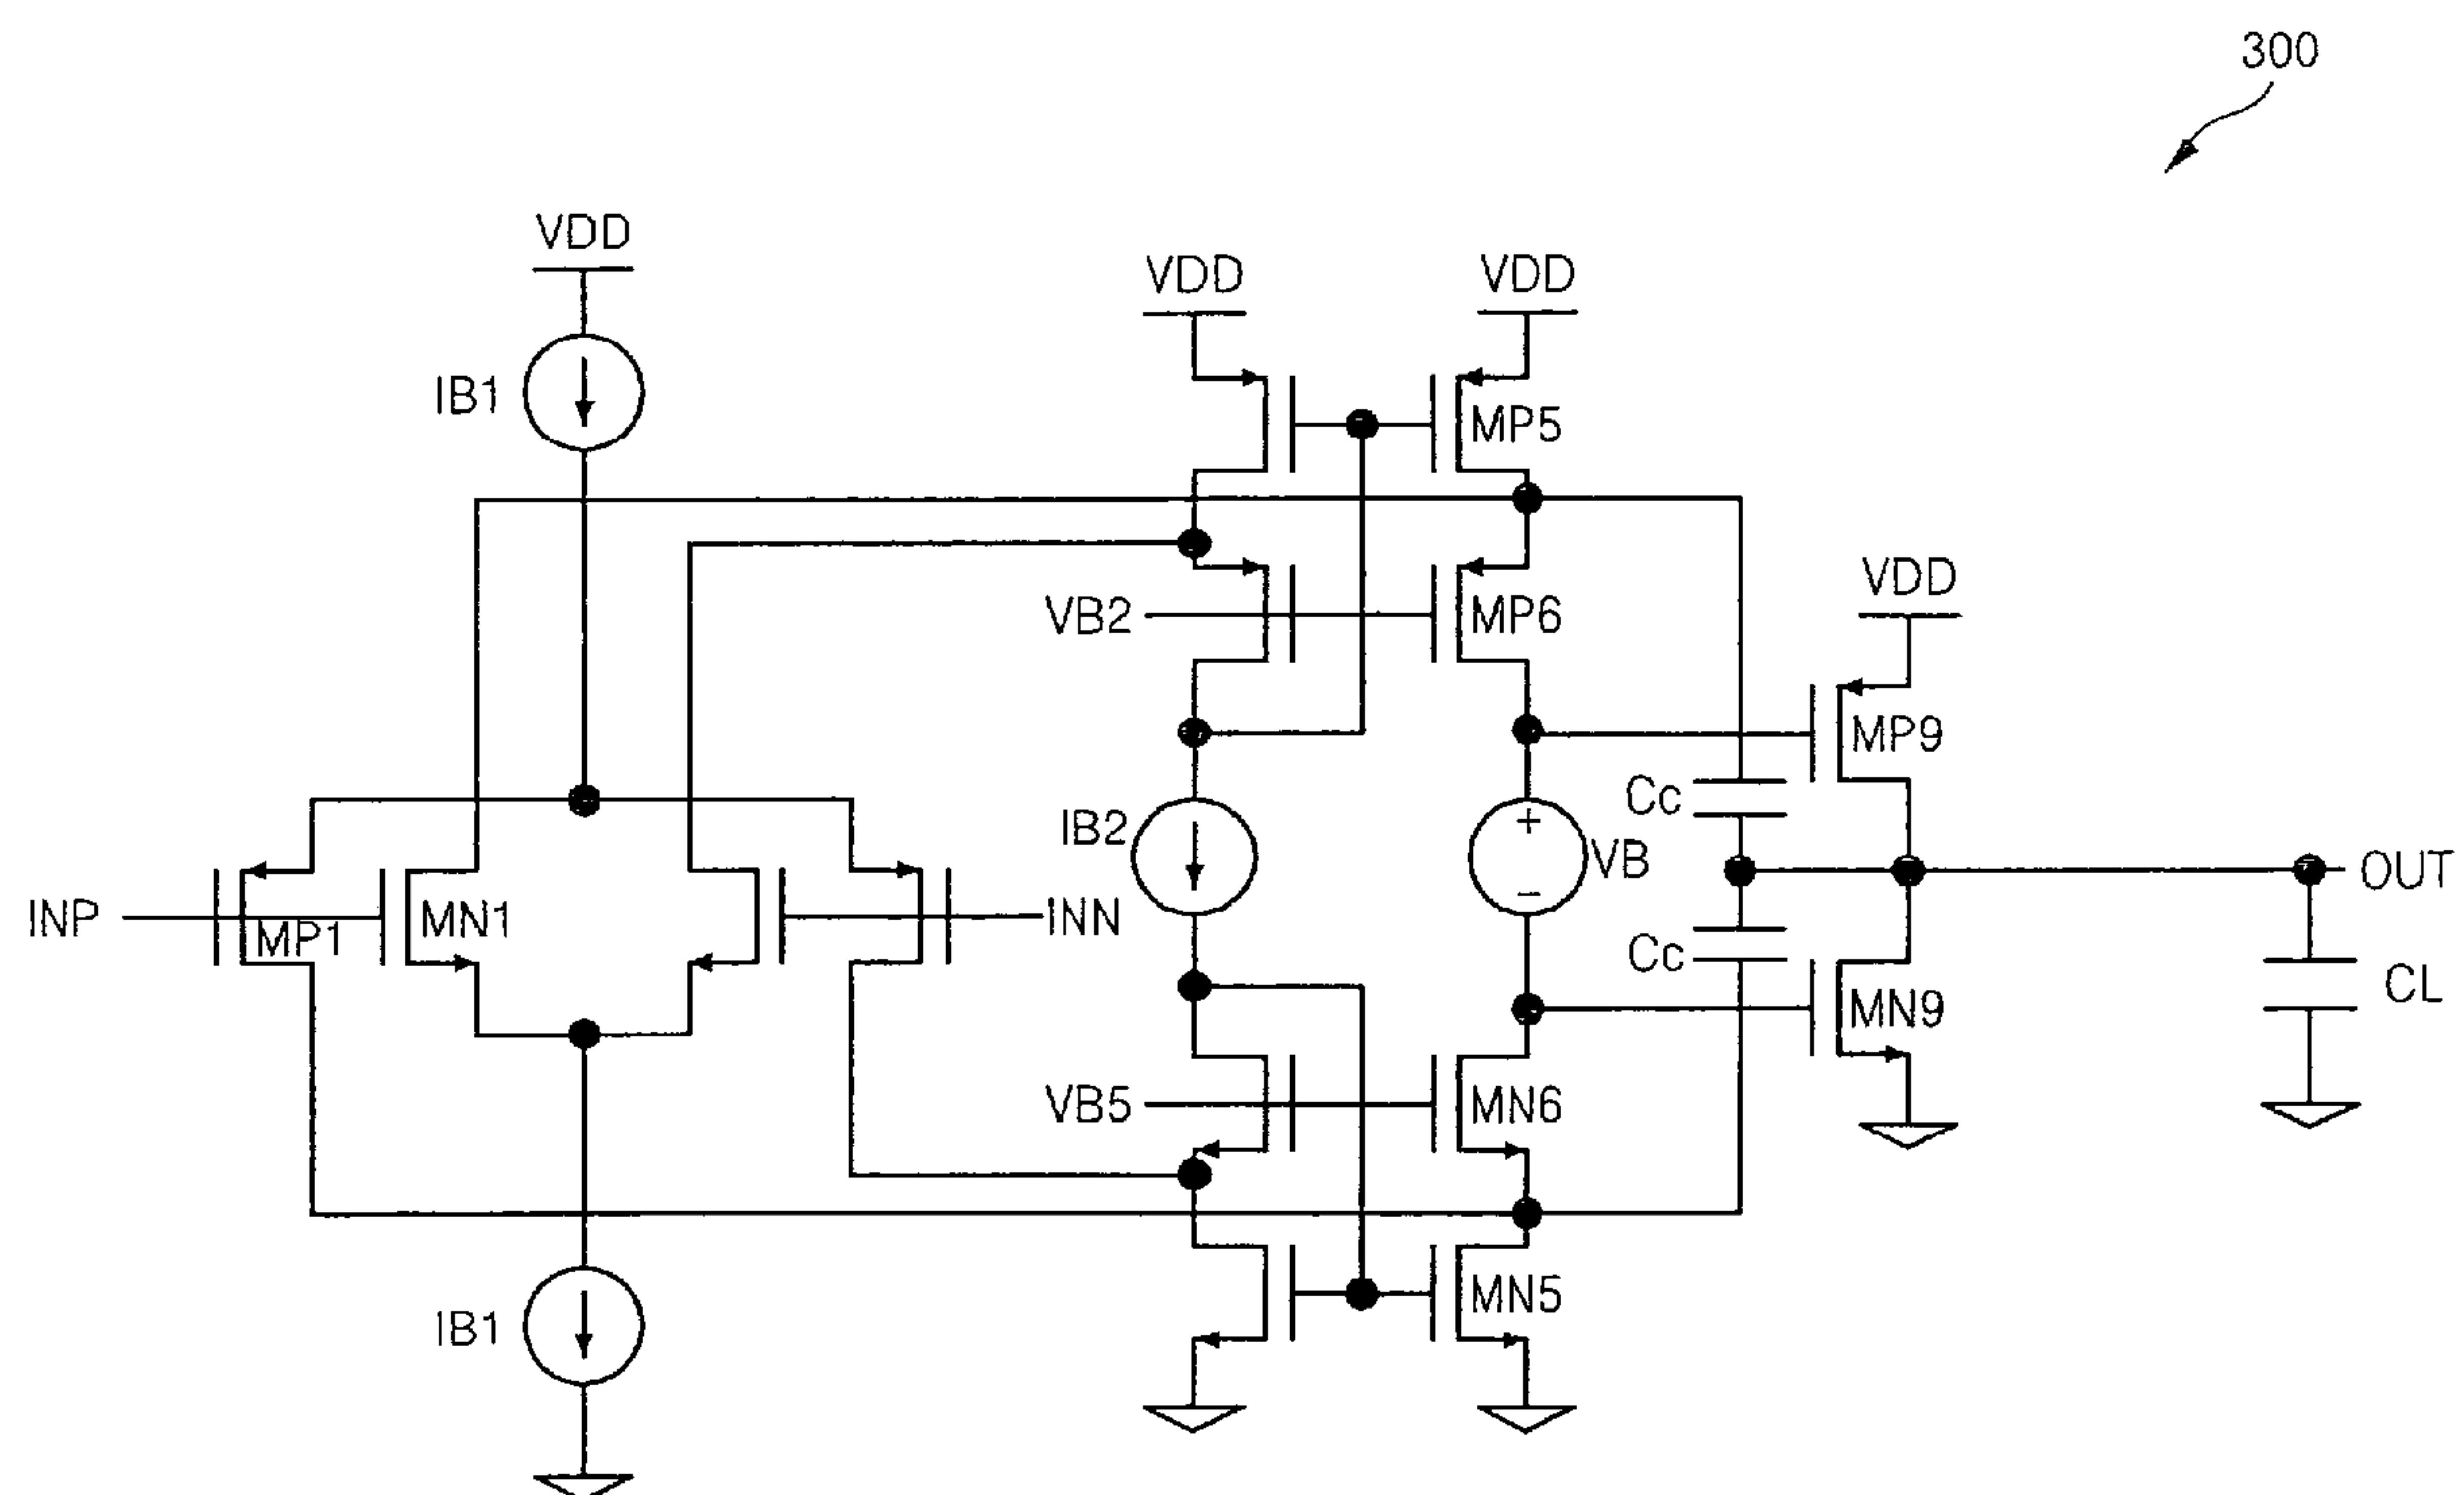 300
VDD
VDD
VDD
IB1
MP5
VDD
VB2
MP6
MP9
Cc
IB2
VB
+
−
OUT
INP
MP1
MN1
INN
Cc
CL
MN9
VB5
MN6
IB1
MN5